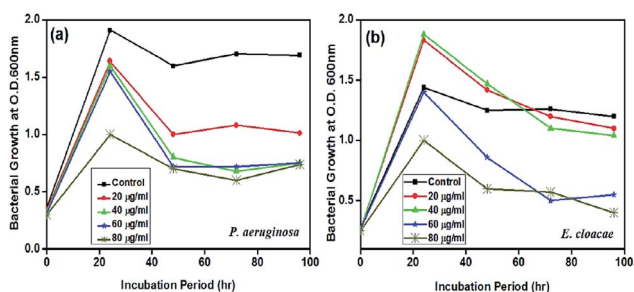 (a)
Bacterial Growth at O.D.600nm
2.0
1.5
1.0
0.5
0.0
Control
20 µg/ml
40 µg/ml
60 µg/ml
80 µg/ml
P. aeruginosa
0 20 40 60 80 100
Incubation Period (hr)
(b)
Bacterial Growth at O.D. 600nm
2.0
1.5
1.0
0.5
Control
20 µg/ml
40 µg/ml
60 µg/ml
80 µg/ml
E. cloacae
0 20 40 60 80 100
Incubation Period (hr)